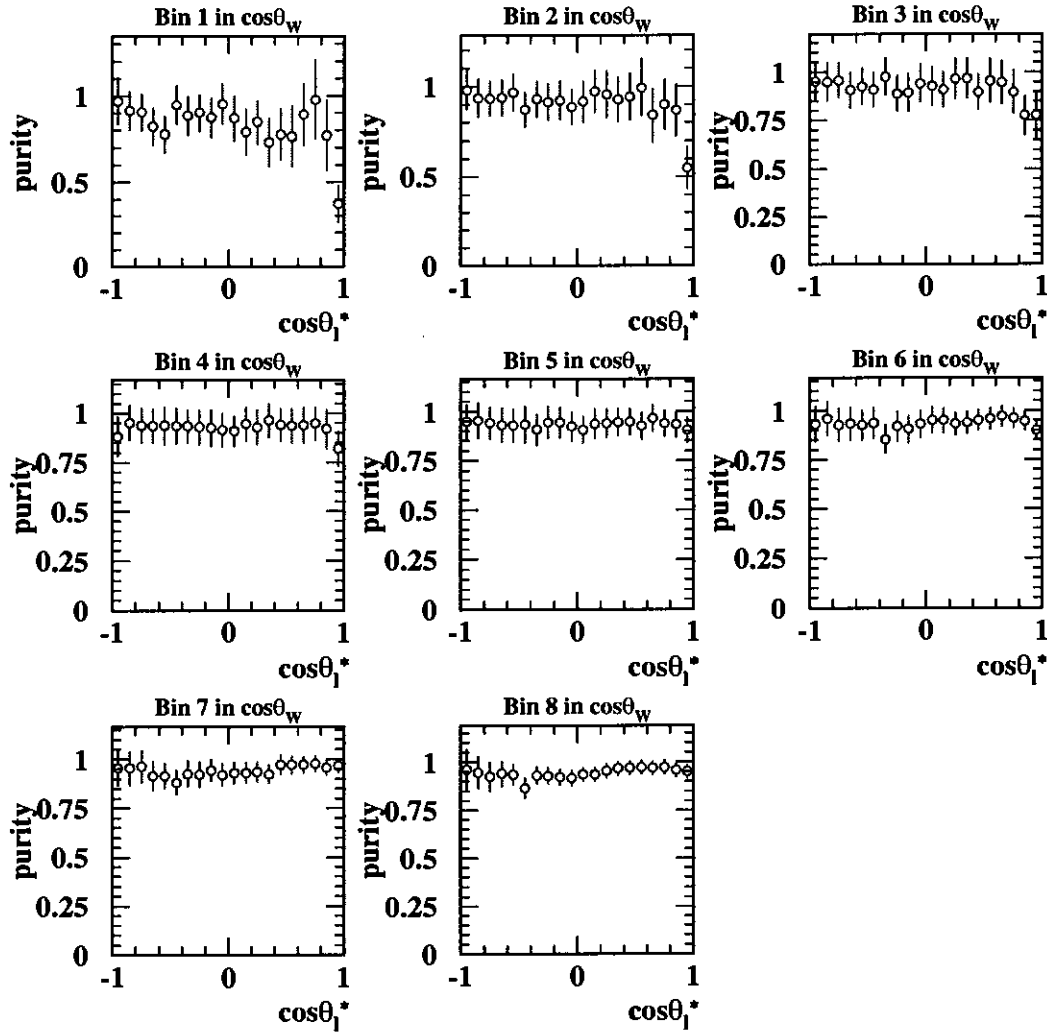 Bin 1 in cosθW
purity
1
0.5
0
-1 0 1
cosθl*
Bin 2 in cosθW
purity
1
0.5
0
-1 0 1
cosθl*
Bin 3 in cosθW
purity
1
0.75
0.5
0.25
0
-1 0 1
cosθl*
Bin 4 in cosθW
purity
1
0.75
0.5
0.25
0
-1 0 1
cosθl*
Bin 5 in cosθW
purity
1
0.75
0.5
0.25
0
-1 0 1
cosθl*
Bin 6 in cosθW
purity
1
0.75
0.5
0.25
0
-1 0 1
cosθl*
Bin 7 in cosθW
purity
1
0.75
0.5
0.25
0
-1 0 1
cosθl*
Bin 8 in cosθW
purity
1
0.75
0.5
0.25
0
-1 0 1
cosθl*